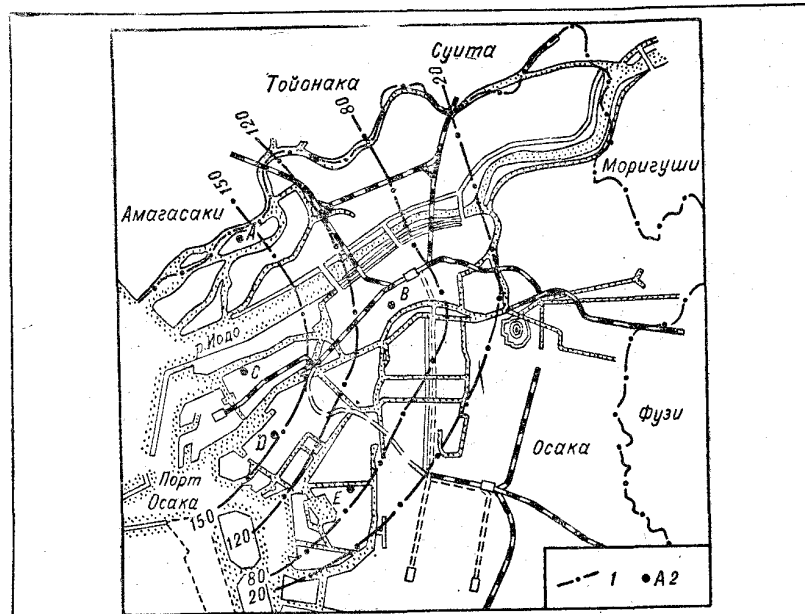 Суита
Тойонака
20
80
120
150
Моригуши
Амагасаки
А
В
р. Йодо
С
Фузи
D
Осака
Порт
Осака
Е
150
120
80
20
1
А 2